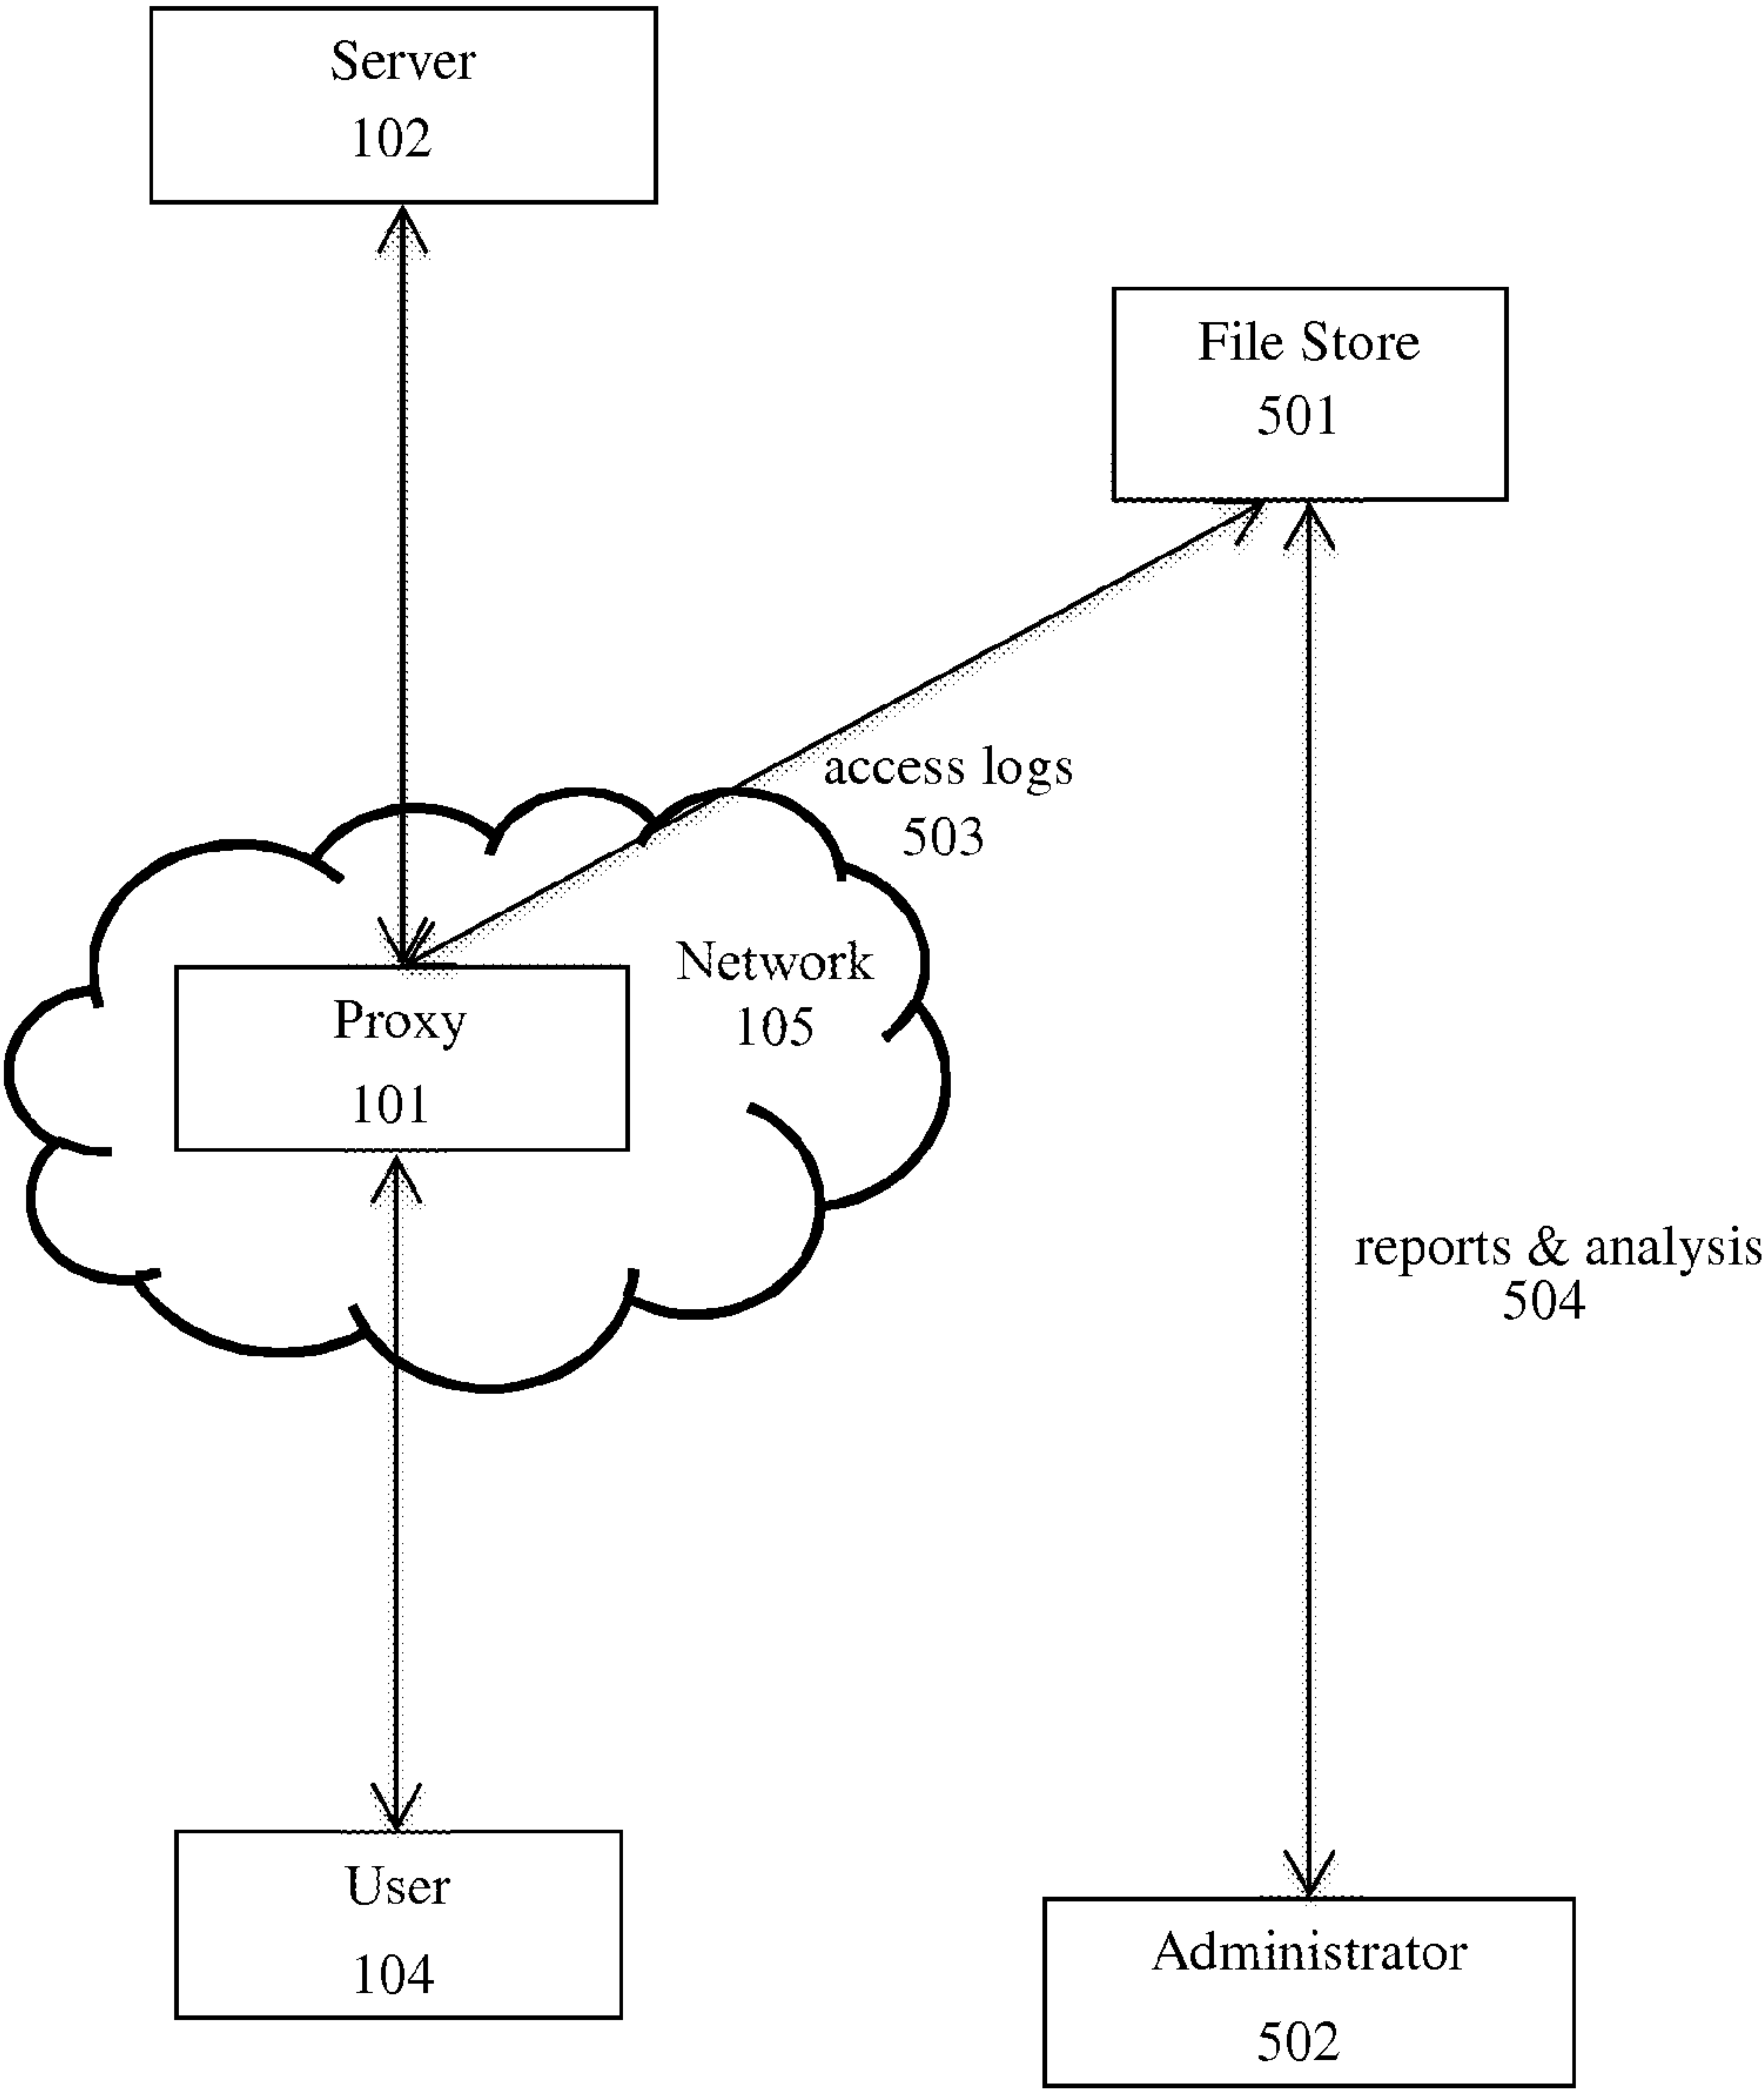 Server
102
File Store
501
access logs
503
Network
105
Proxy
101
reports & analysis
504
User
104
Administrator
502